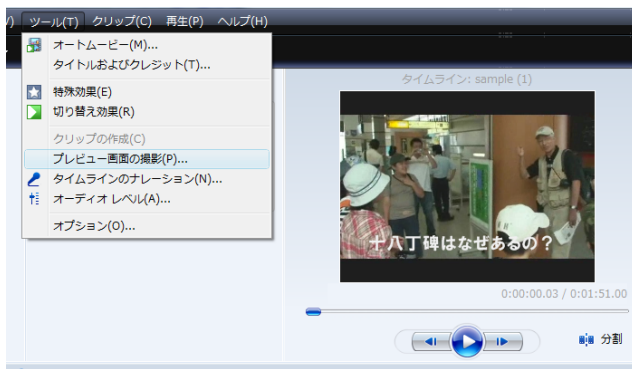 ツール(T) クリップ(C) 再生(P) ヘルプ(H)
オートムービー(M)...
タイトルおよびクレジット(T)...
特殊効果(E)
切り替え効果(R)
クリップの作成(C)
プレビュー画面の撮影(P)...
タイムラインのナレーション(N)...
オーディオ レベル(A)...
オプション(O)...
タイムライン: sample (1)
十八丁碑はなぜあるの？
0:00:00.03 / 0:01:51.00
分割